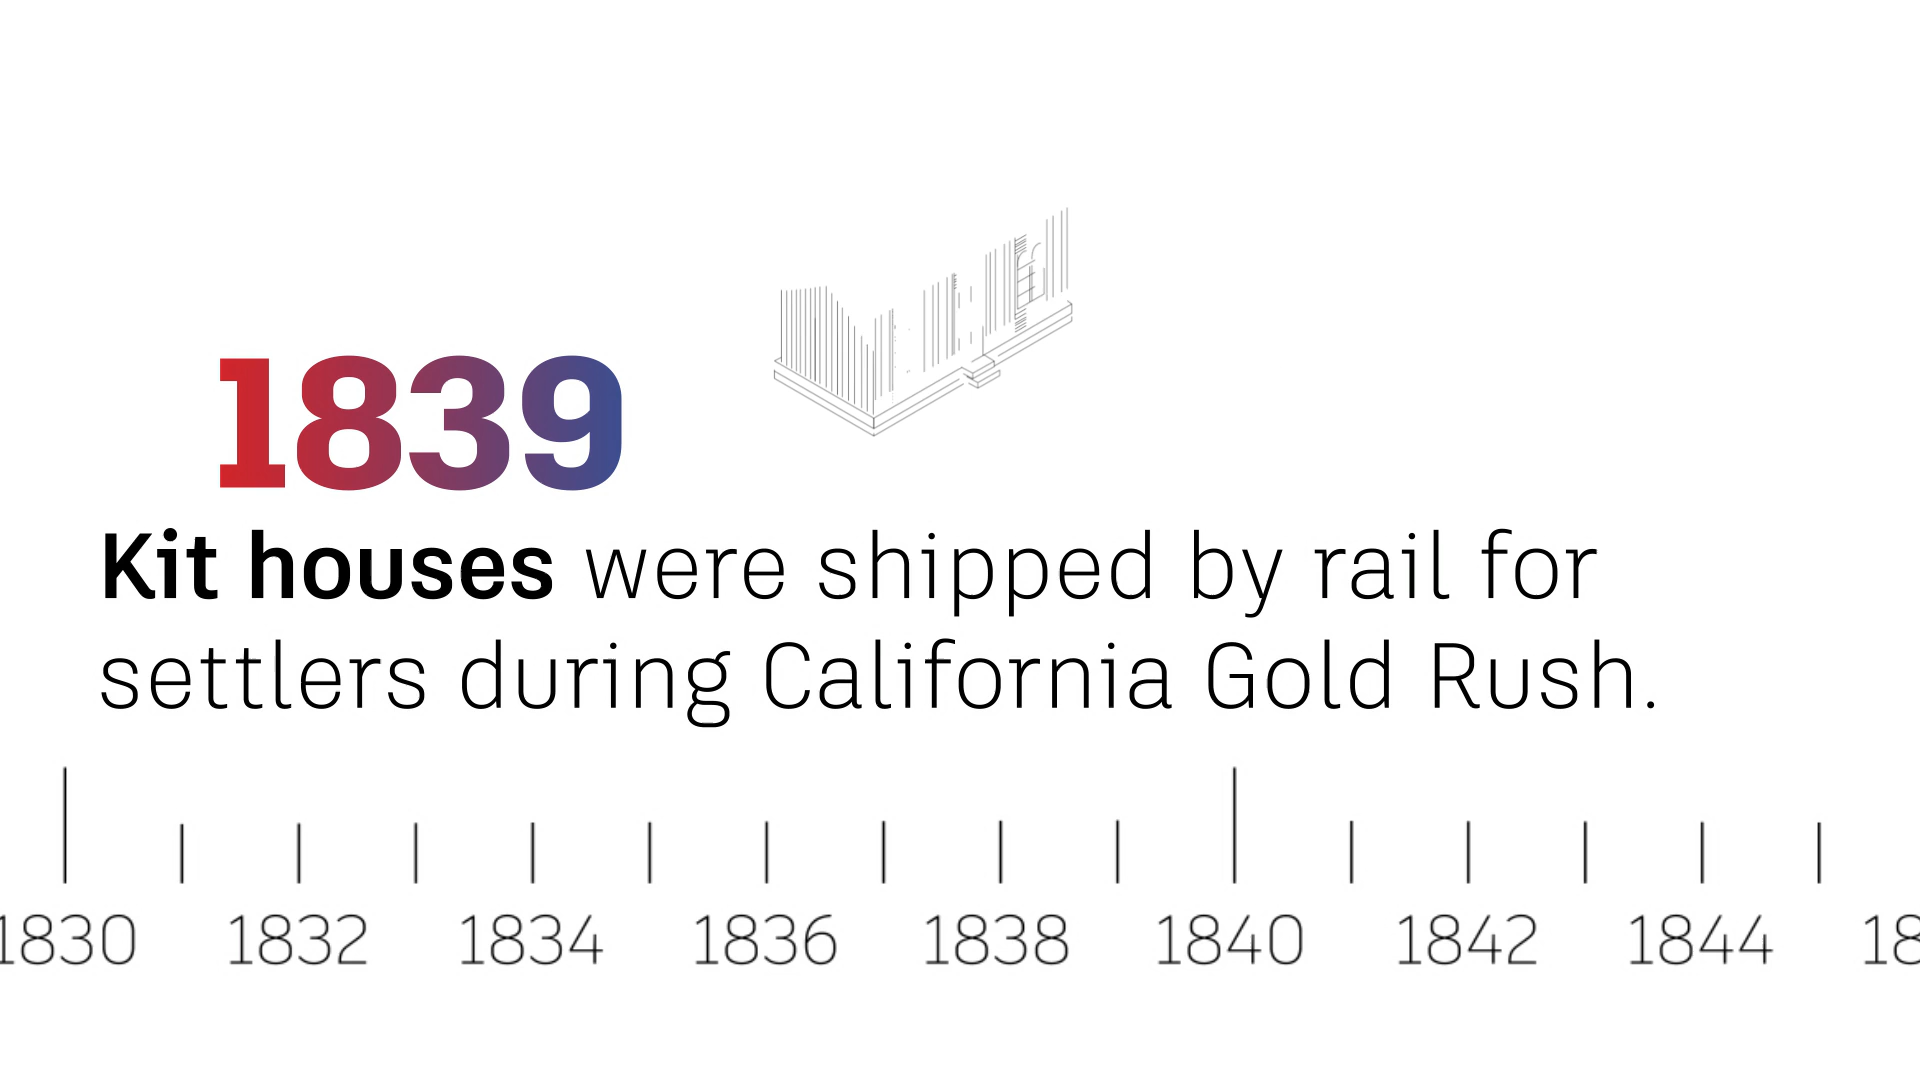 1839
Kit houses were shipped by rail for
settlers during California Gold Rush.
1830 1832 1834 1836 1838 1840 1842 1844 18